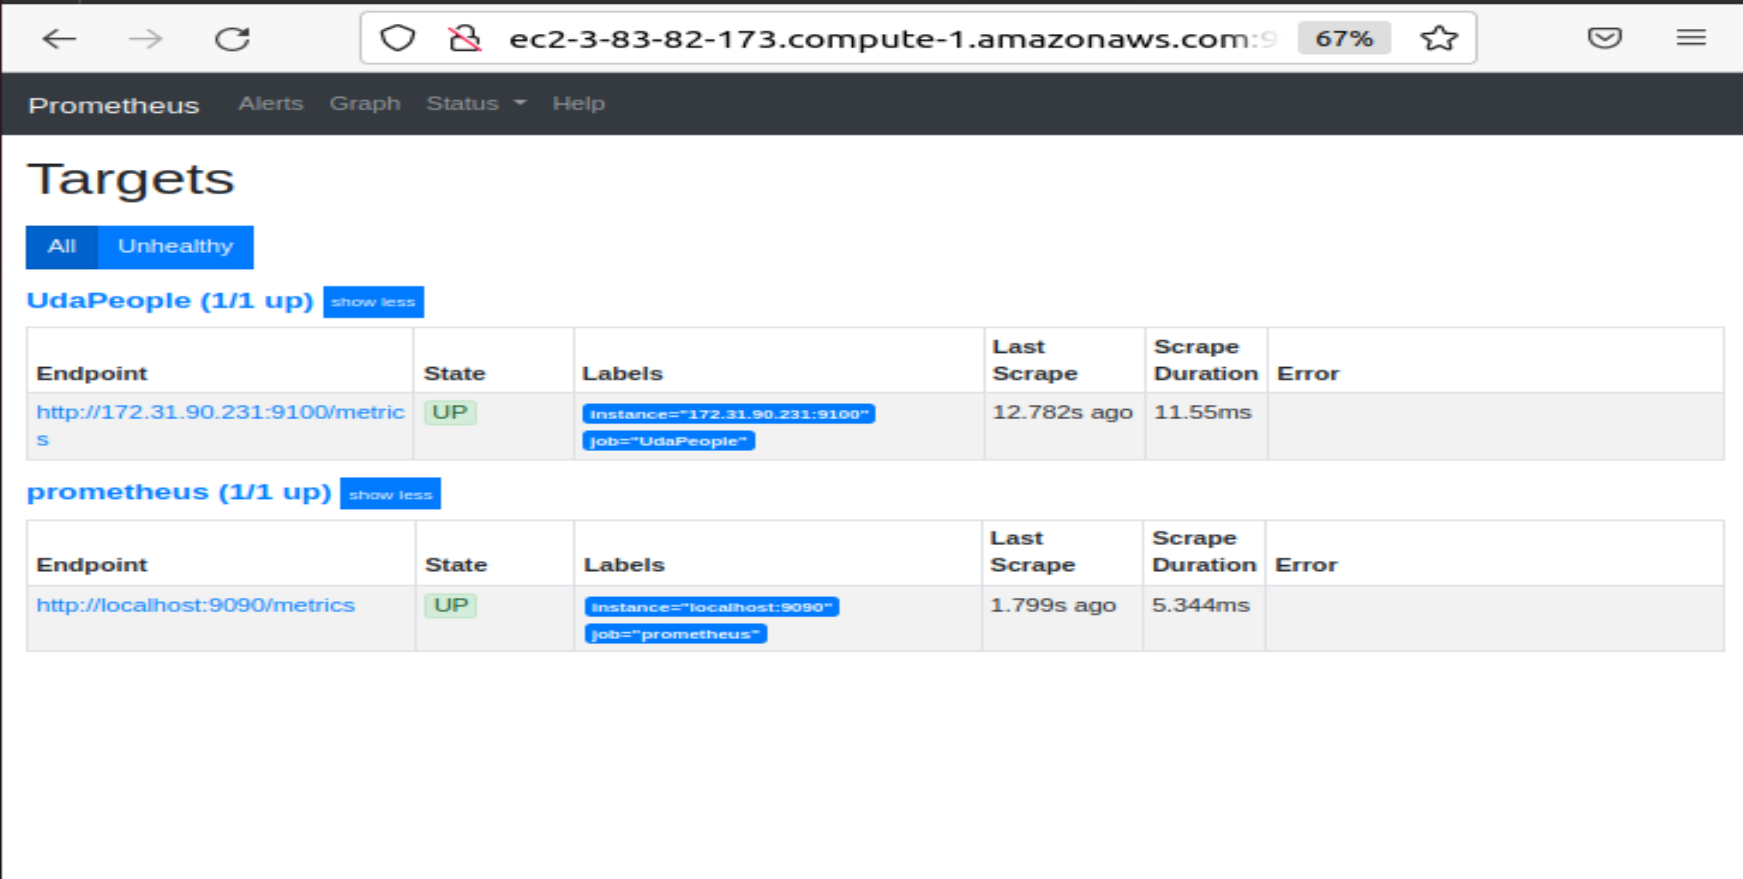 ec2-3-83-82-173.compute-1.amazonaws.com:9 67%
Prometheus Alerts Graph Status Help
Targets
All Unhealthy
UdaPeople (1/1 up) show less
Endpoint State Labels Last Scrape Scrape Duration Error
http://172.31.90.231:9100/metrics UP instance="172.31.90.231:9100" job="UdaPeople" 12.782s ago 11.55ms
prometheus (1/1 up) show less
Endpoint State Labels Last Scrape Scrape Duration Error
http://localhost:9090/metrics UP instance="localhost:9090" job="prometheus" 1.799s ago 5.344ms